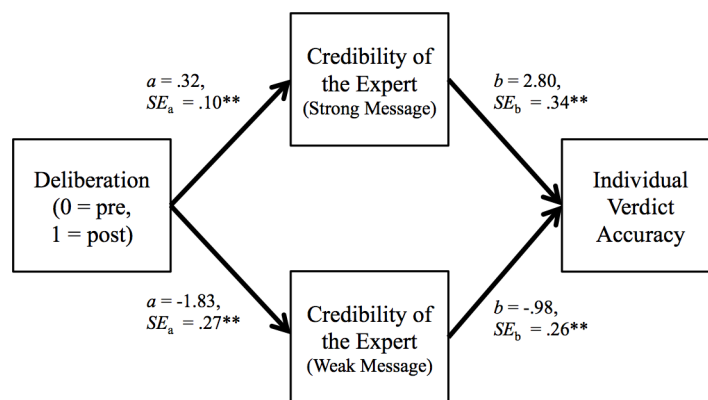 Credibility of
the Expert
(Strong Message)
a = .32,
SEa = .10**
b = 2.80,
SEb = .34**
Deliberation
(0 = pre,
1 = post)
Individual
Verdict
Accuracy
a = -1.83,
SEa = .27**
Credibility of
the Expert
(Weak Message)
b = -.98,
SEb = .26**